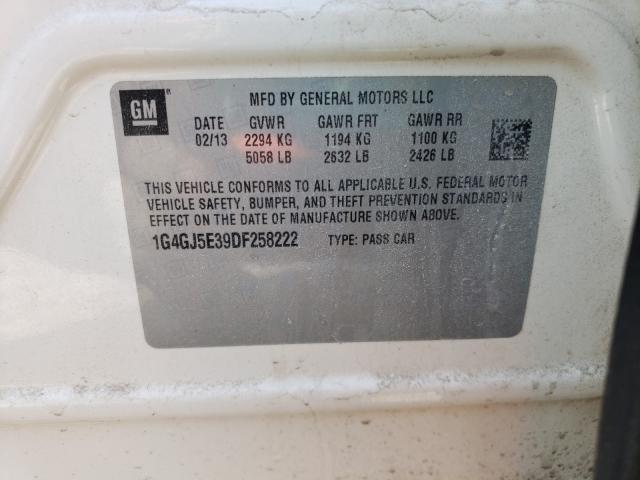 GM
MFD BY GENERAL MOTORS LLC
DATE GVWR GAWR FRT GAWR RR
02/13 2294 KG 1194 KG 1100 KG
5058 LB 2632 LB 2426 LB
THIS VEHICLE CONFORMS TO ALL APPLICABLE U.S. FEDERAL MOTOR
VEHICLE SAFETY, BUMPER, AND THEFT PREVENTION STANDARDS IN
EFFECT ON THE DATE OF MANUFACTURE SHOWN ABOVE.
1G4GJ5E39DF258222 TYPE: PASS CAR